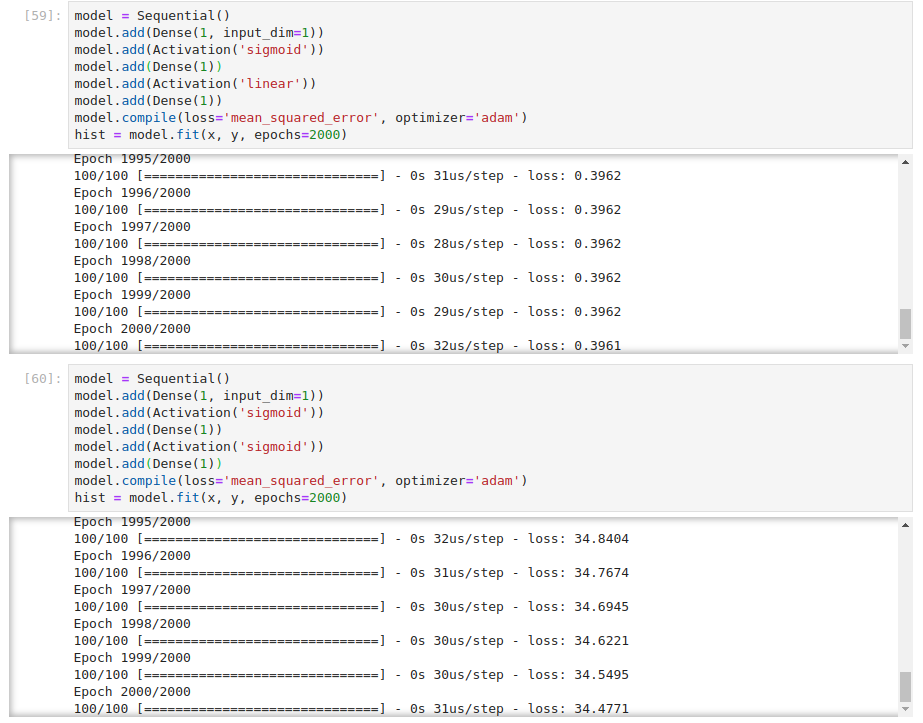 [59]: model = Sequential()
model.add(Dense(1, input_dim=1))
model.add(Activation('sigmoid'))
model.add(Dense(1))
model.add(Activation('linear'))
model.add(Dense(1))
model.compile(loss='mean_squared_error', optimizer='adam')
hist = model.fit(x, y, epochs=2000)
Epoch 1995/2000
100/100 [==============================] - 0s 31us/step - loss: 0.3962
Epoch 1996/2000
100/100 [==============================] - 0s 29us/step - loss: 0.3962
Epoch 1997/2000
100/100 [==============================] - 0s 28us/step - loss: 0.3962
Epoch 1998/2000
100/100 [==============================] - 0s 30us/step - loss: 0.3962
Epoch 1999/2000
100/100 [==============================] - 0s 29us/step - loss: 0.3962
Epoch 2000/2000
100/100 [==============================] - 0s 32us/step - loss: 0.3961
[60]: model = Sequential()
model.add(Dense(1, input_dim=1))
model.add(Activation('sigmoid'))
model.add(Dense(1))
model.add(Activation('sigmoid'))
model.add(Dense(1))
model.compile(loss='mean_squared_error', optimizer='adam')
hist = model.fit(x, y, epochs=2000)
Epoch 1995/2000
100/100 [==============================] - 0s 32us/step - loss: 34.8404
Epoch 1996/2000
100/100 [==============================] - 0s 31us/step - loss: 34.7674
Epoch 1997/2000
100/100 [==============================] - 0s 30us/step - loss: 34.6945
Epoch 1998/2000
100/100 [==============================] - 0s 30us/step - loss: 34.6221
Epoch 1999/2000
100/100 [==============================] - 0s 30us/step - loss: 34.5495
Epoch 2000/2000
100/100 [==============================] - 0s 31us/step - loss: 34.4771